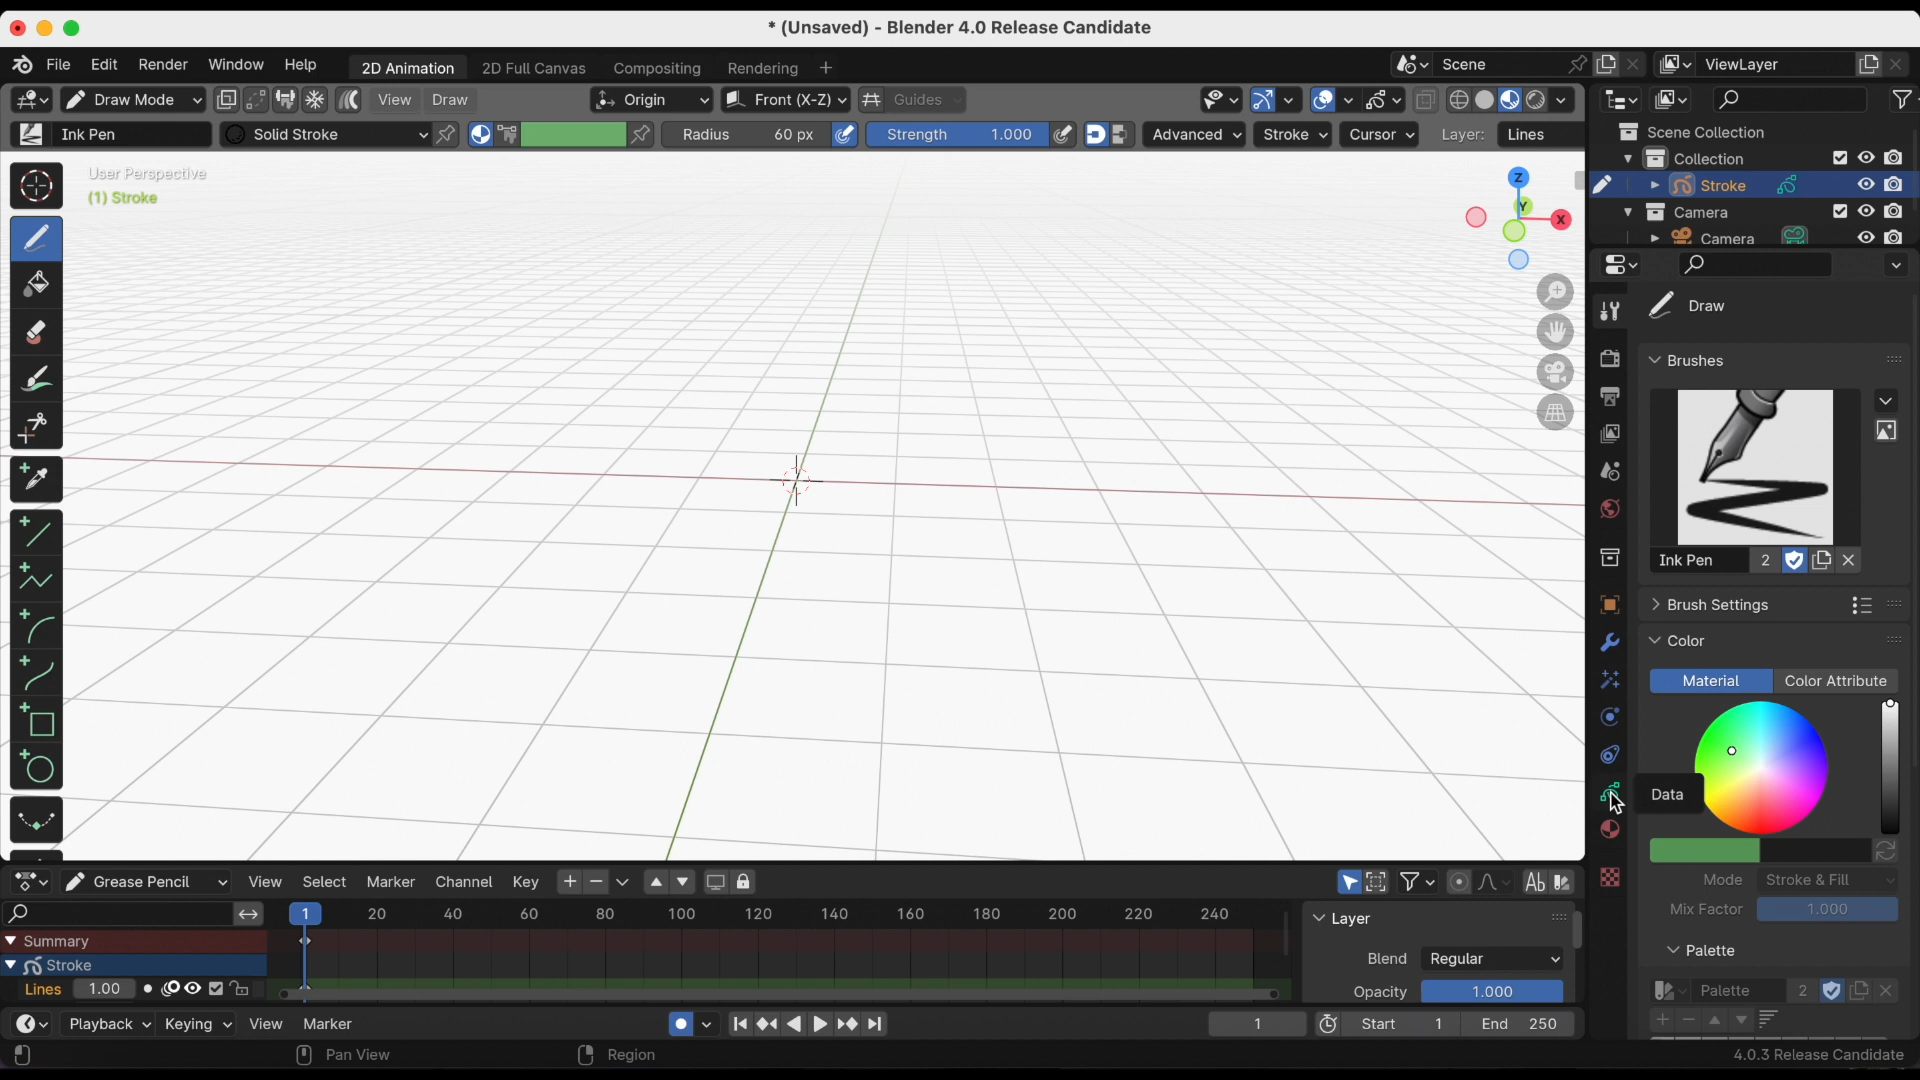 * (Unsaved) - Blender 4.0 Release Candidate
File Edit Render Window Help 2D Animation 2D Full Canvas Compositing Rendering + Scene ViewLayer
Draw Mode View Draw Origin Front (X-Z) Guides
Ink Pen Solid Stroke Radius 60 px Strength 1.000 Advanced Stroke Cursor Layer: Lines
User Perspective
(1) Stroke
Z
Y
X
Scene Collection
Collection
Stroke
Camera
Camera
Draw
Brushes
Ink Pen 2
Brush Settings
Color
Material Color Attribute
Data
Mode Stroke & Fill
Mix Factor 1.000
Palette
Palette 2
Grease Pencil View Select Marker Channel Key Ab
1 20 40 60 80 100 120 140 160 180 200 220 240
Summary
Stroke
Lines 1.00
Layer
Blend Regular
Opacity 1.000
Playback Keying View Marker 1 Start 1 End 250
Pan View Region 4.0.3 Release Candidate